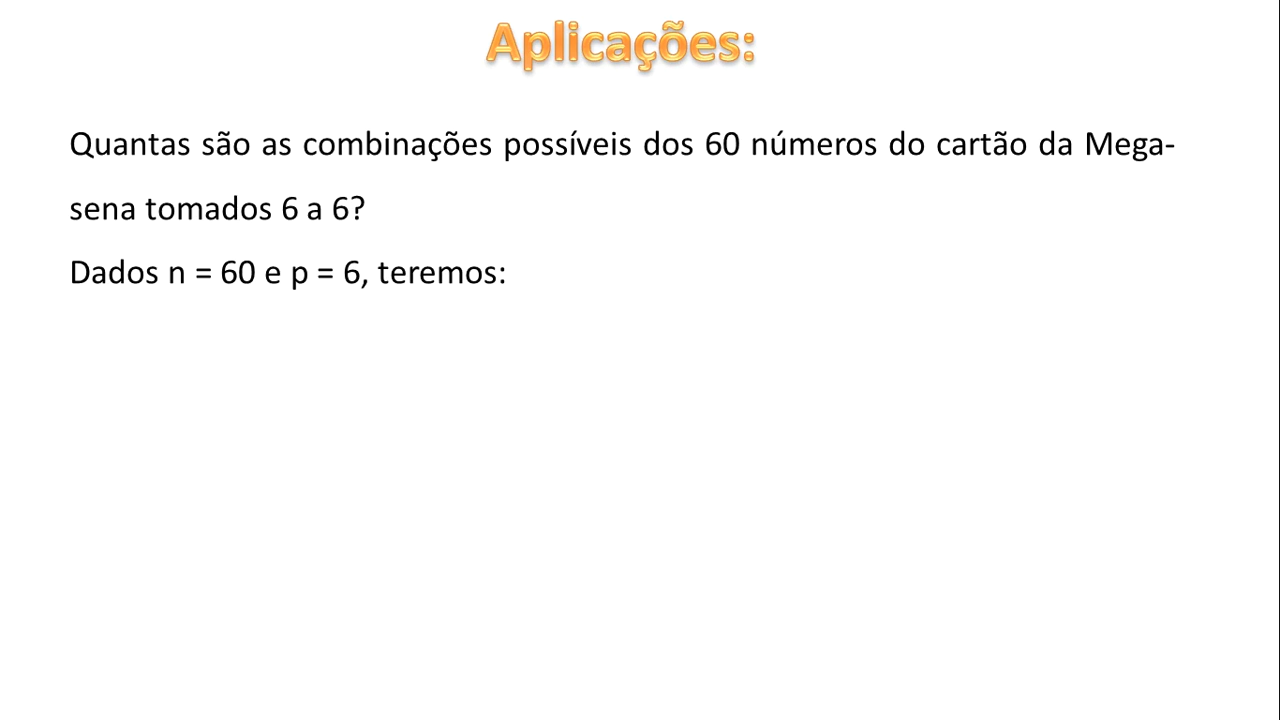 Aplicações:
Quantas são as combinações possíveis dos 60 números do cartão da Mega-
sena tomados 6 a 6?
Dados n = 60 e p = 6, teremos: